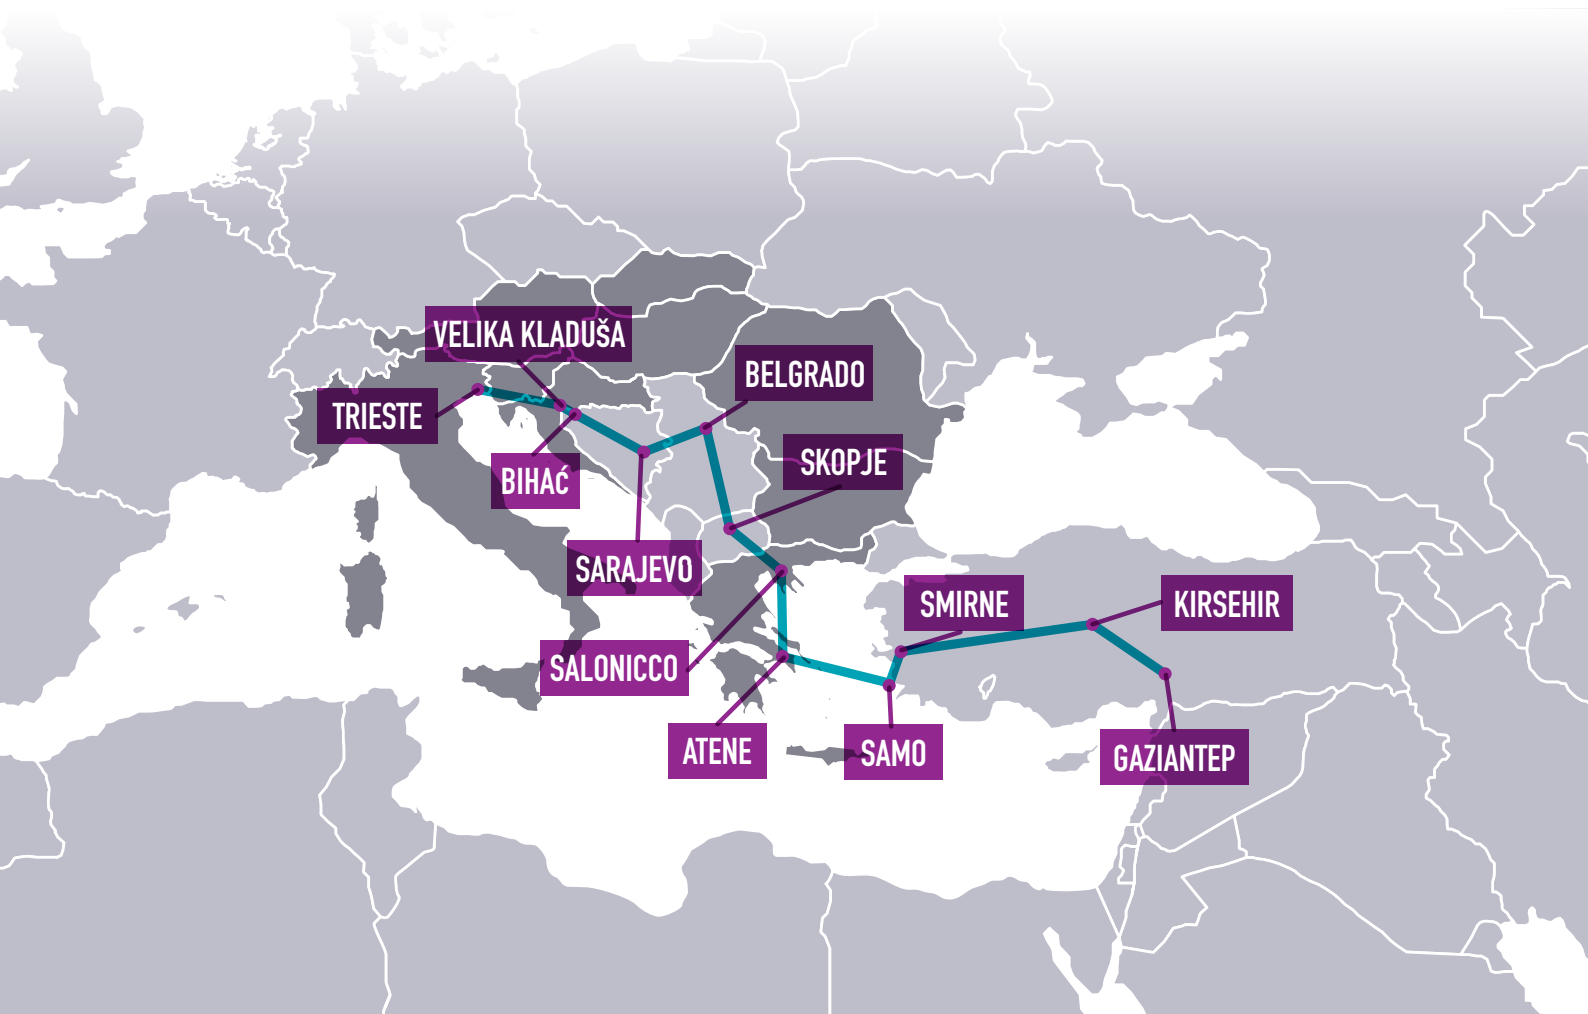 VELIKA KLADUŠA
BELGRADO
TRIESTE
SKOPJE
BIHAć
SARAJEVO
SMIRNE
KIRSEHIR
SALONICCO
ATENE
SAMO
GAZIANTEP